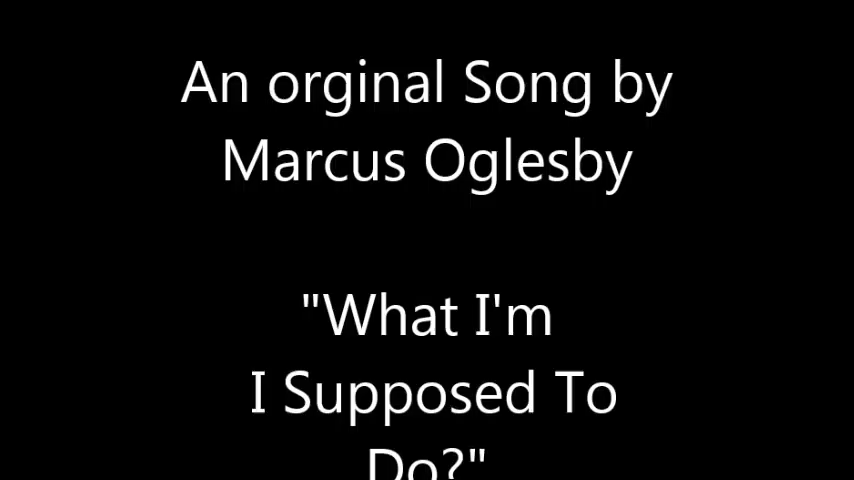 An orginal Song by
Marcus Oglesby
"What I'm
I Supposed To
Do?"